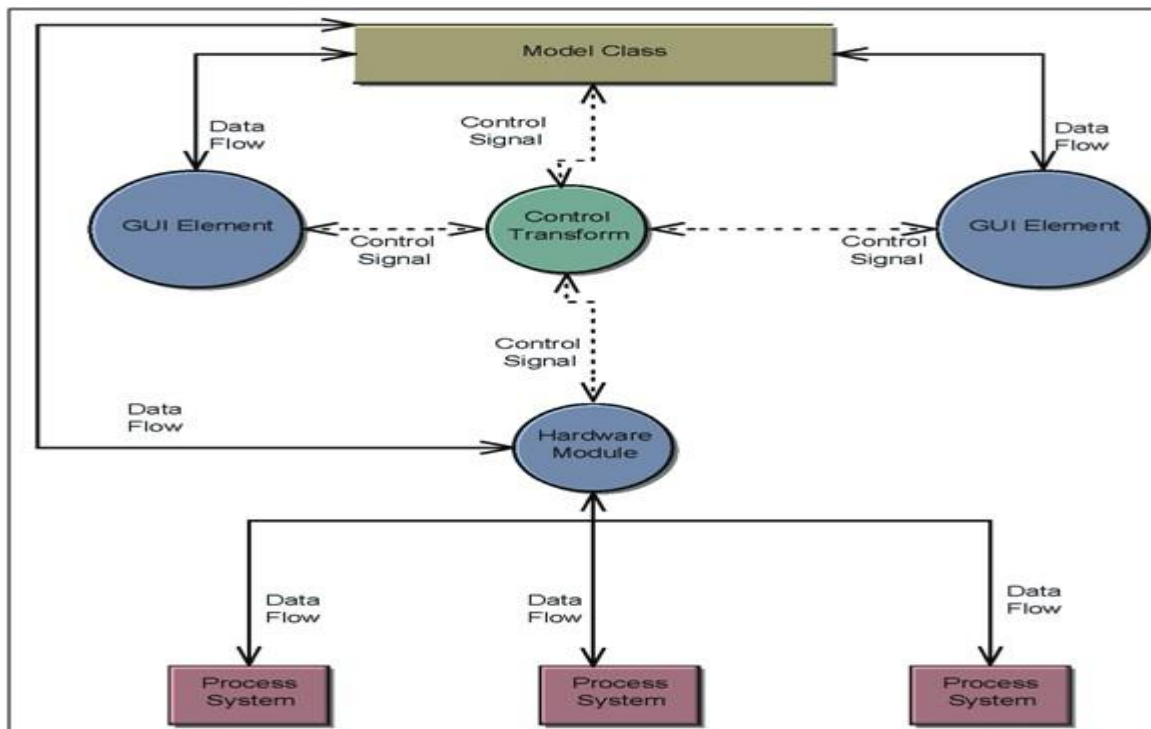 Model Class
Control
Signal
Data
Flow
Data
Flow
GUI Element
Control
Transform
GUI Element
Control
Signal
Control
Signal
Control
Signal
Data
Flow
Hardware
Module
Data
Flow
Data
Flow
Data
Flow
Process
System
Process
System
Process
System